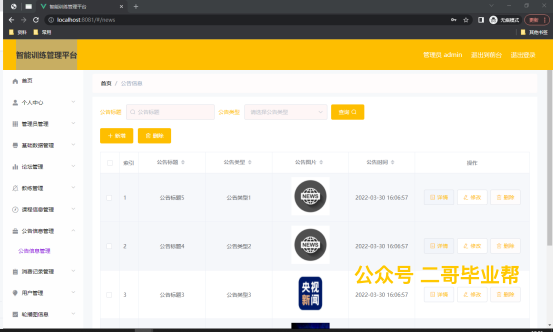 智能训练管理平台
localhost:8081/#/news
无痕模式
更新
资料
常用
其他书签
智能训练管理平台
管理员 admin
退出到前台
退出登录
首页
首页 / 公告信息
个人中心
公告标题
公告标题
公告类型
请选择公告类型
查询
管理员管理
新增
删除
基础数据管理
索引
公告标题
公告类型
公告图片
公告时间
操作
论坛管理
教练管理
1
公告标题5
公告类型1
NEWS
2022-03-30 16:06:57
详情
修改
删除
课程信息管理
公告信息管理
公告信息管理
2
公告标题4
公告类型2
NEWS
2022-03-30 16:06:57
详情
修改
删除
消费记录管理
公众号 二哥毕业帮
用户管理
3
公告标题3
公告类型3
央视
新闻
2022-03-30 16:06:57
详情
修改
删除
轮播图信息